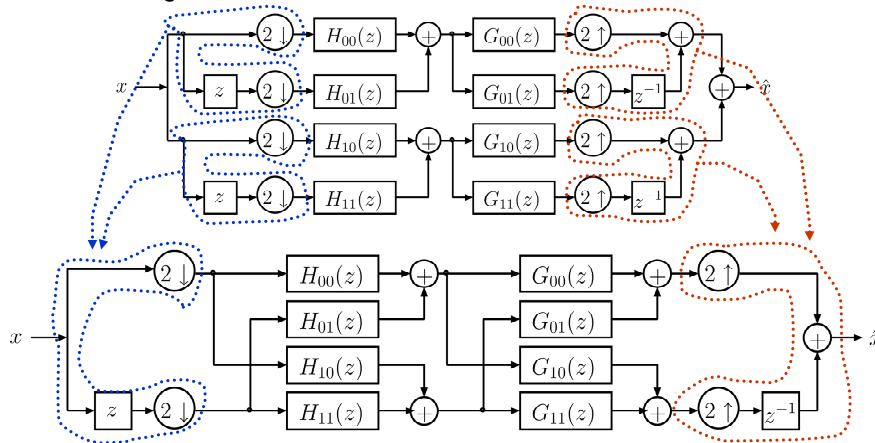 2↓ H₀₀(z) + G₀₀(z) 2↑ +
x z 2↓ H₀₁(z) G₀₁(z) 2↑ z⁻¹ + x̂
2↓ H₁₀(z) + G₁₀(z) 2↑ +
z 2↓ H₁₁(z) G₁₁(z) 2↑ z⁻¹
2↓ H₀₀(z) + G₀₀(z) + 2↑
H₀₁(z) G₀₁(z)
x + x̂
H₁₀(z) G₁₀(z)
z 2↓ H₁₁(z) + G₁₁(z) + 2↑ z⁻¹